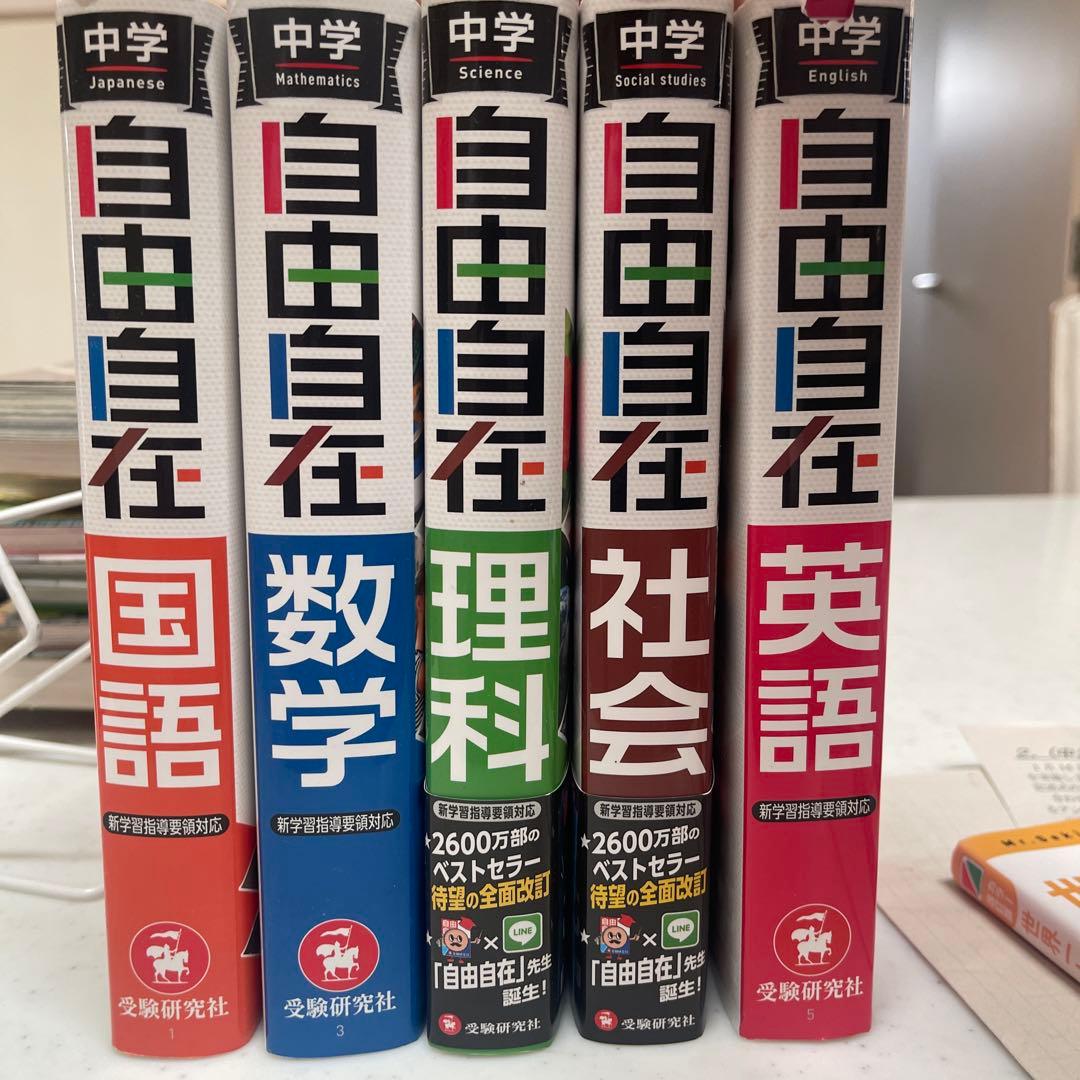 中学
Japanese
自由自在
国語
新学習指導要領対応
受験研究社
1
中学
Mathematics
自由自在
数学
新学習指導要領対応
受験研究社
3
中学
Science
自由自在
理科
新学習指導要領対応
2600万部の
ベストセラー
待望の全面改訂
自由
×
LINE
「自由自在」先生
誕生!
受験研究社
中学
Social studies
自由自在
社会
新学習指導要領対応
2600万部の
ベストセラー
待望の全面改訂
自由
×
LINE
「自由自在」先生
誕生!
受験研究社
中学
English
自由自在
英語
新学習指導要領対応
受験研究社
5